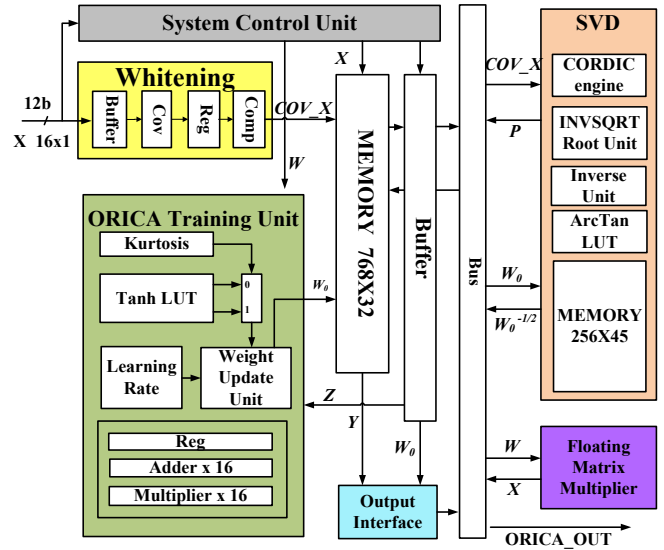 System Control Unit
Whitening
12b
X 16x1
Buffer
Cov
Reg
Comp
COV_X
X
W
MEMORY 768X32
Buffer
Bus
ORICA Training Unit
Kurtosis
Tanh LUT
0
1
Learning
Rate
Weight
Update
Unit
W₀
Reg
Adder x 16
Multiplier x 16
Z
Y
W₀
Output
Interface
SVD
COV_X
CORDIC
engine
P
INVSQRT
Root Unit
Inverse
Unit
ArcTan
LUT
W₀
W₀⁻¹/²
MEMORY
256X45
W
X
Floating
Matrix
Multiplier
ORICA_OUT